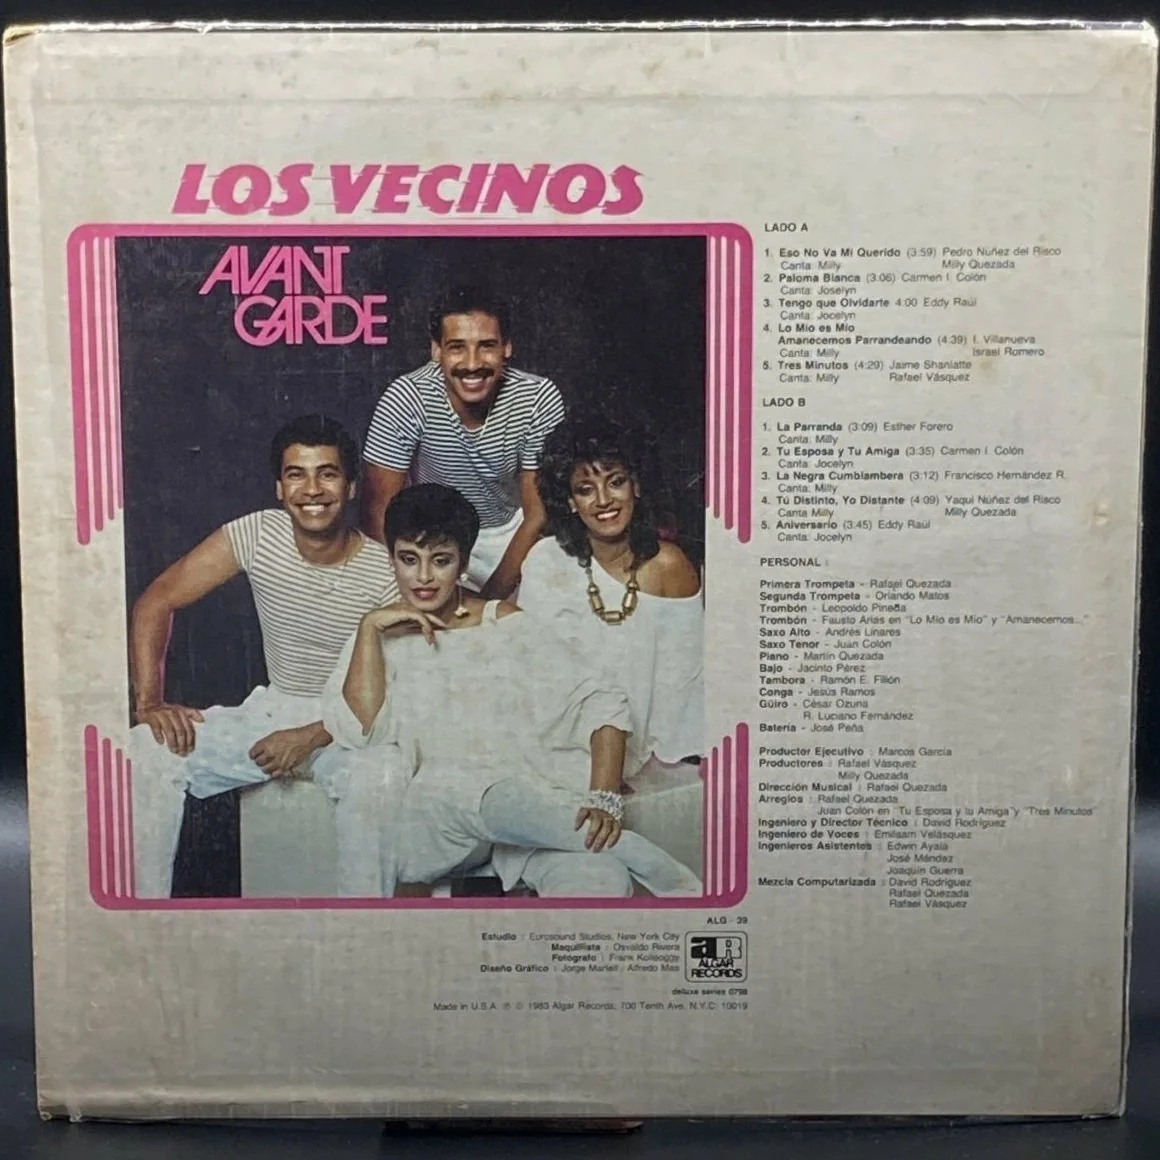 LOS VECINOS
AVANT
GARDE
LADO A
1. Eso No Va Mi Querido (3:59) Pedro Núñez del Risco
Canta: Milly Milly Quezada
2. Paloma Blanca (3:06) Carmen I. Colón
Canta: Joselyn
3. Tengo que Olvidarte 4:00 Eddy Raúl
Canta: Jocelyn
4. Lo Mío es Mío
Amanecemos Parrandeando (4:39) I. Villanueva
Canta: Milly Israel Romero
5. Tres Minutos (4:29) Jaime Shanlatte
Canta: Milly Rafael Vásquez
LADO B
1. La Parranda (3:09) Esther Forero
Canta: Milly
2. Tu Esposa y Tu Amiga (3:35) Carmen I. Colón
Canta: Jocelyn
3. La Negra Cumbiambera (3:12) Francisco Hernández R.
Canta: Milly
4. Tú Distinto, Yo Distante (4:09) Yaqui Núñez del Risco
Canta Milly Milly Quezada
5. Aniversario (3:45) Eddy Raúl
Canta: Jocelyn
PERSONAL :
Primera Trompeta - Rafael Quezada
Segunda Trompeta - Orlando Matos
Trombón - Leopoldo Pineda
Trombón - Fausto Arias en "Lo Mío es Mío" y "Amanecemos..."
Saxo Alto - Andrés Linares
Saxo Tenor - Juan Colón
Piano - Martín Quezada
Bajo - Jacinto Pérez
Tambora - Ramón E. Fillón
Conga - Jesús Ramos
Güiro - César Ozuna
R. Luciano Fernández
Batería - José Peña
Productor Ejecutivo : Marcos García
Productores : Rafael Vásquez
Milly Quezada
Dirección Musical : Rafael Quezada
Arreglos : Rafael Quezada
Juan Colón en "Tu Esposa y tu Amiga"y "Tres Minutos"
Ingeniero y Director Técnico : David Rodríguez
Ingeniero de Voces : Emilsam Velásquez
Ingenieros Asistentes : Edwin Ayala
José Méndez
Joaquín Guerra
Mezcla Computarizada : David Rodríguez
Rafael Quezada
Rafael Vásquez
ALG - 39
Estudio : Eurosound Studios, New York City
Maquillista : Osvaldo Rivera
Fotógrafo : Frank Kolleoggy
Diseño Gráfico : Jorge Martell / Alfredo Mas
aR
ALGAR
RECORDS
deluxe series 0798
Made in U.S.A. ℗ © 1983 Algar Records, 700 Tenth Ave. N.Y.C. 10019